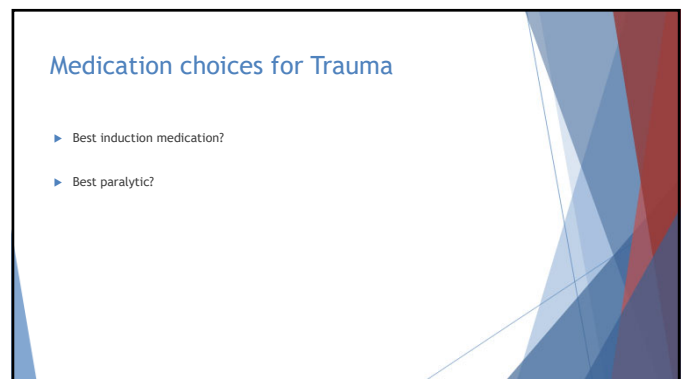 Medication choices for Trauma
Best induction medication?
Best paralytic?